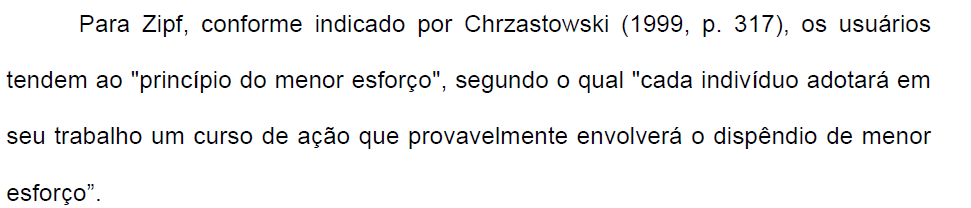 Para Zipf, conforme indicado por Chrzastowski (1999, p. 317), os usuários
tendem ao "princípio do menor esforço", segundo o qual "cada indivíduo adotará em
seu trabalho um curso de ação que provavelmente envolverá o dispêndio de menor
esforço”.